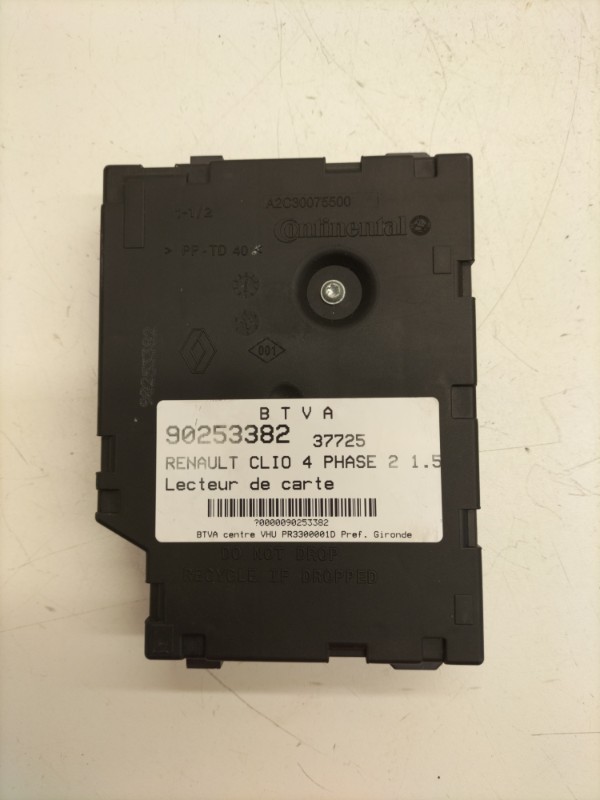 A2C30075500
Continental
> PP-TD 40 <
90253382
001
B T V A
90253382 37725
RENAULT CLIO 4 PHASE 2 1.5
Lecteur de carte
?0000090253382
BTVA centre VHU PR3300001D Pref. Gironde
DO NOT DROP
RECYCLE IF DROPPED